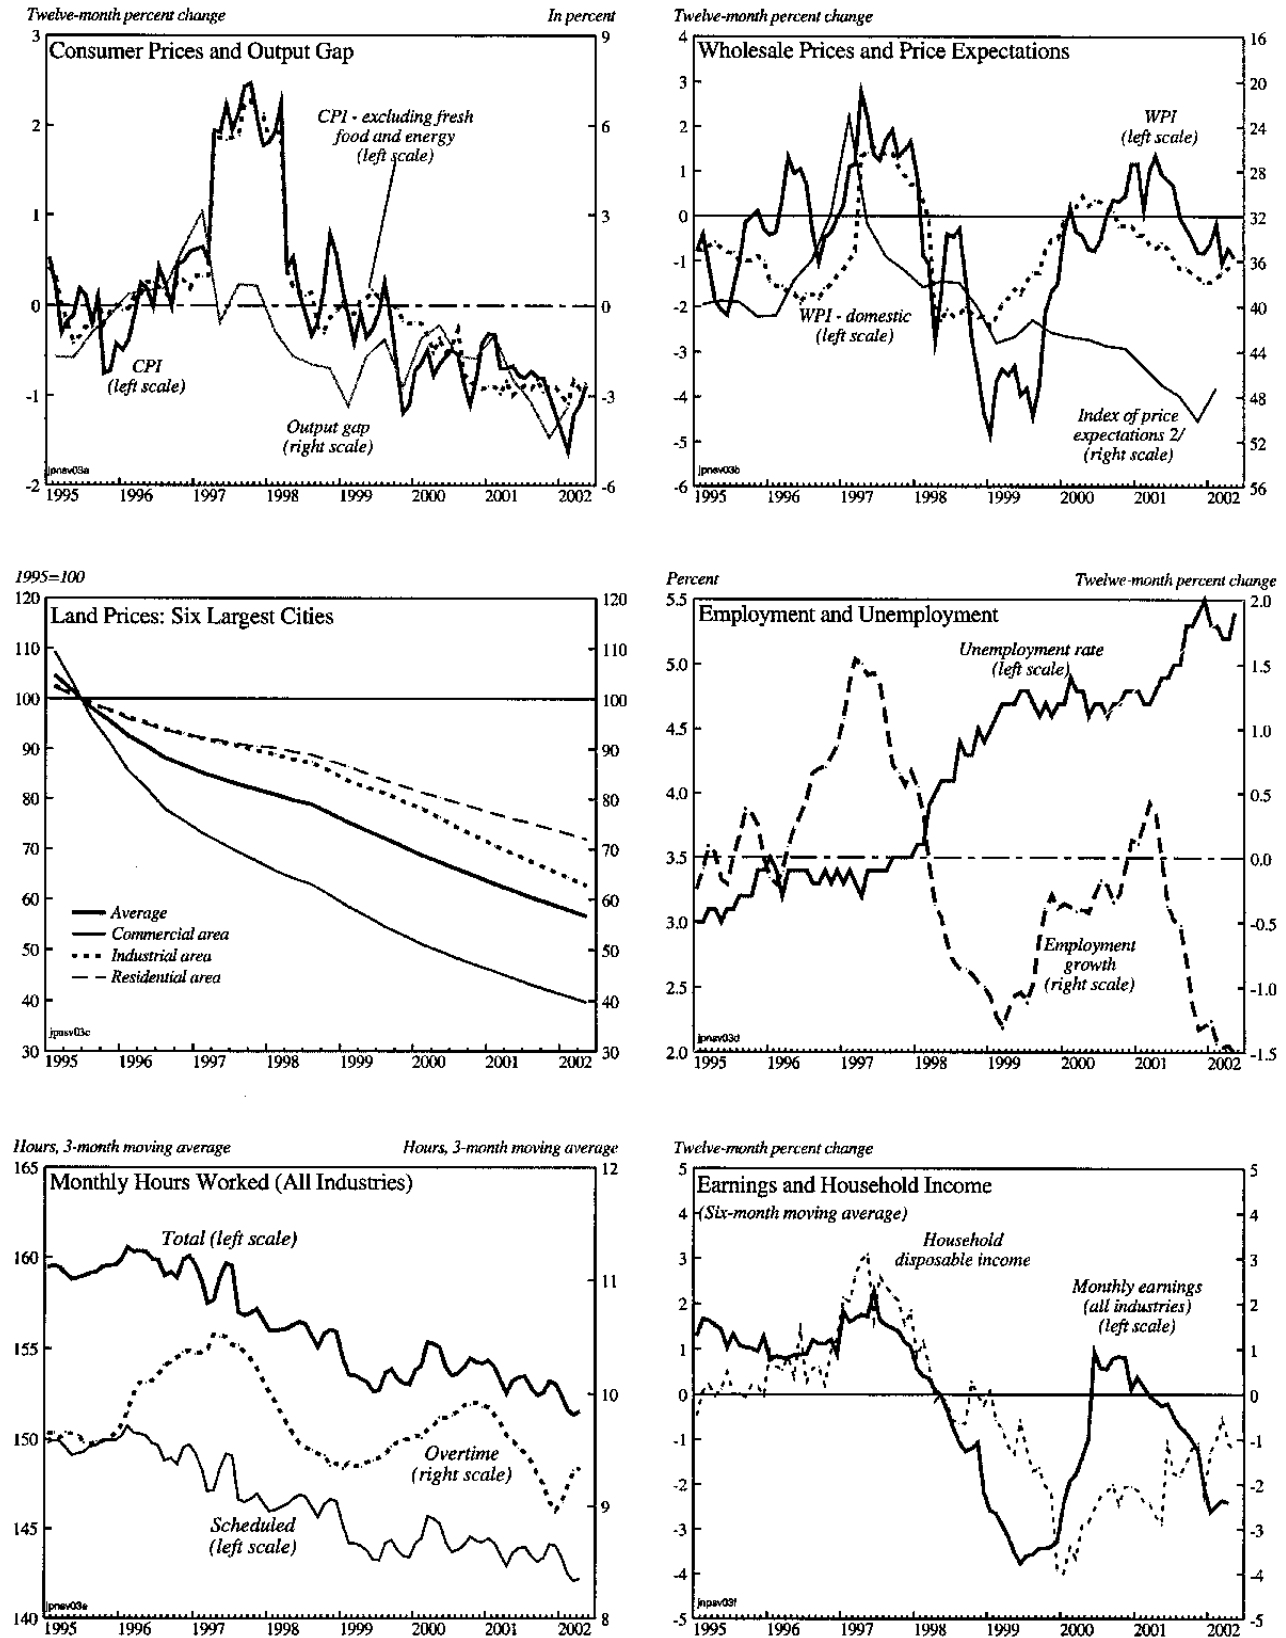 Twelve-month percent change In percent
Consumer Prices and Output Gap
3 9
2 6
1 3
0 0
-1 -3
-2 -6
CPI - excluding fresh
food and energy
(left scale)
CPI
(left scale)
Output gap
(right scale)
jpnsv03a
1995 1996 1997 1998 1999 2000 2001 2002
Twelve-month percent change
Wholesale Prices and Price Expectations
4 16
3 20
2 24
1 28
0 32
-1 36
-2 40
-3 44
-4 48
-5 52
-6 56
WPI
(left scale)
WPI - domestic
(left scale)
Index of price
expectations 2/
(right scale)
jpnsv03b
1995 1996 1997 1998 1999 2000 2001 2002
1995=100
Land Prices: Six Largest Cities
120 120
110 110
100 100
90 90
80 80
70 70
60 60
50 50
40 40
30 30
Average
Commercial area
Industrial area
Residential area
jpnsv03c
1995 1996 1997 1998 1999 2000 2001 2002
Percent Twelwe-month percent change
Employment and Unemployment
5.5 2.0
5.0 1.5
4.5 1.0
4.0 0.5
3.5 0.0
3.0 -0.5
2.5 -1.0
2.0 -1.5
Unemployment rate
(left scale)
Employment
growth
(right scale)
jpnsv03d
1995 1996 1997 1998 1999 2000 2001 2002
Hours, 3-month moving average Hours, 3-month moving average
Monthly Hours Worked (All Industries)
165 12
160 11
155 10
150 9
145 8
140
Total (left scale)
Overtime
(right scale)
Scheduled
(left scale)
jpnsv03e
1995 1996 1997 1998 1999 2000 2001 2002
Twelve-month percent change
Earnings and Household Income
(Six-month moving average)
5 5
4 4
3 3
2 2
1 1
0 0
-1 -1
-2 -2
-3 -3
-4 -4
-5 -5
Household
disposable income
Monthly earnings
(all industries)
(left scale)
1995 1996 1997 1998 1999 2000 2001 2002